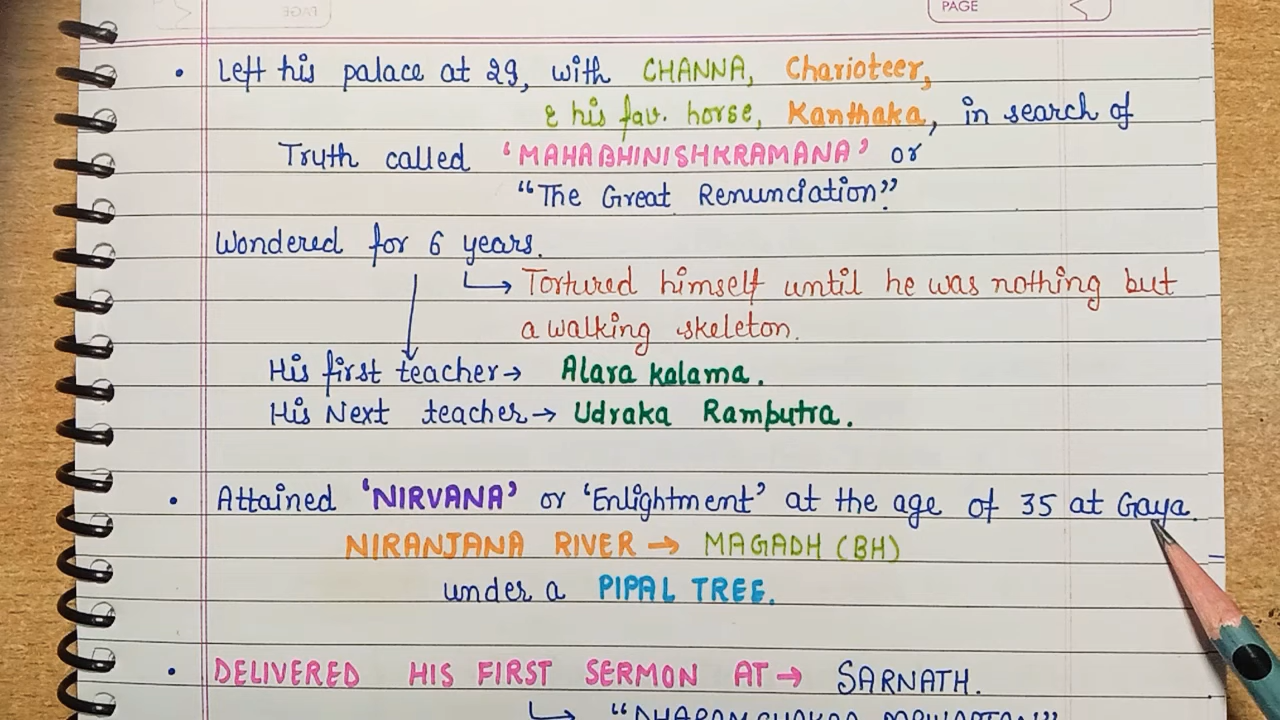 PAGE
• Left his palace at 29, with CHANNA, Charioteer,
& his fav. horse, Kanthaka, in search of
Truth called 'MAHABHINISHKRAMANA' or
"The Great Renunciation"
Wondered for 6 years.
→ Tortured himself until he was nothing but
a walking skeleton.
His first teacher → Alara kalama.
His Next teacher → Udraka Ramputra.
• Attained 'NIRVANA' or 'Enlightment' at the age of 35 at Gaya.
NIRANJANA RIVER → MAGADH (BH)
under a PIPAL TREE.
• DELIVERED HIS FIRST SERMON AT → SARNATH.